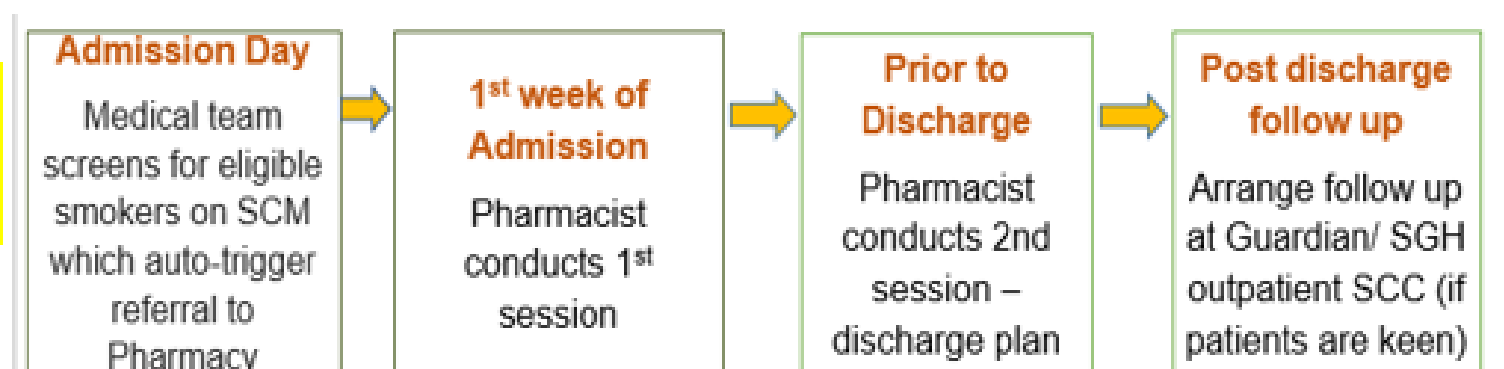 Admission Day
Medical team
screens for eligible
smokers on SCM
which auto-trigger
referral to
Pharmacy
1st week of
Admission
Pharmacist
conducts 1st
session
Prior to
Discharge
Pharmacist
conducts 2nd
session –
discharge plan
Post discharge
follow up
Arrange follow up
at Guardian/ SGH
outpatient SCC (if
patients are keen)